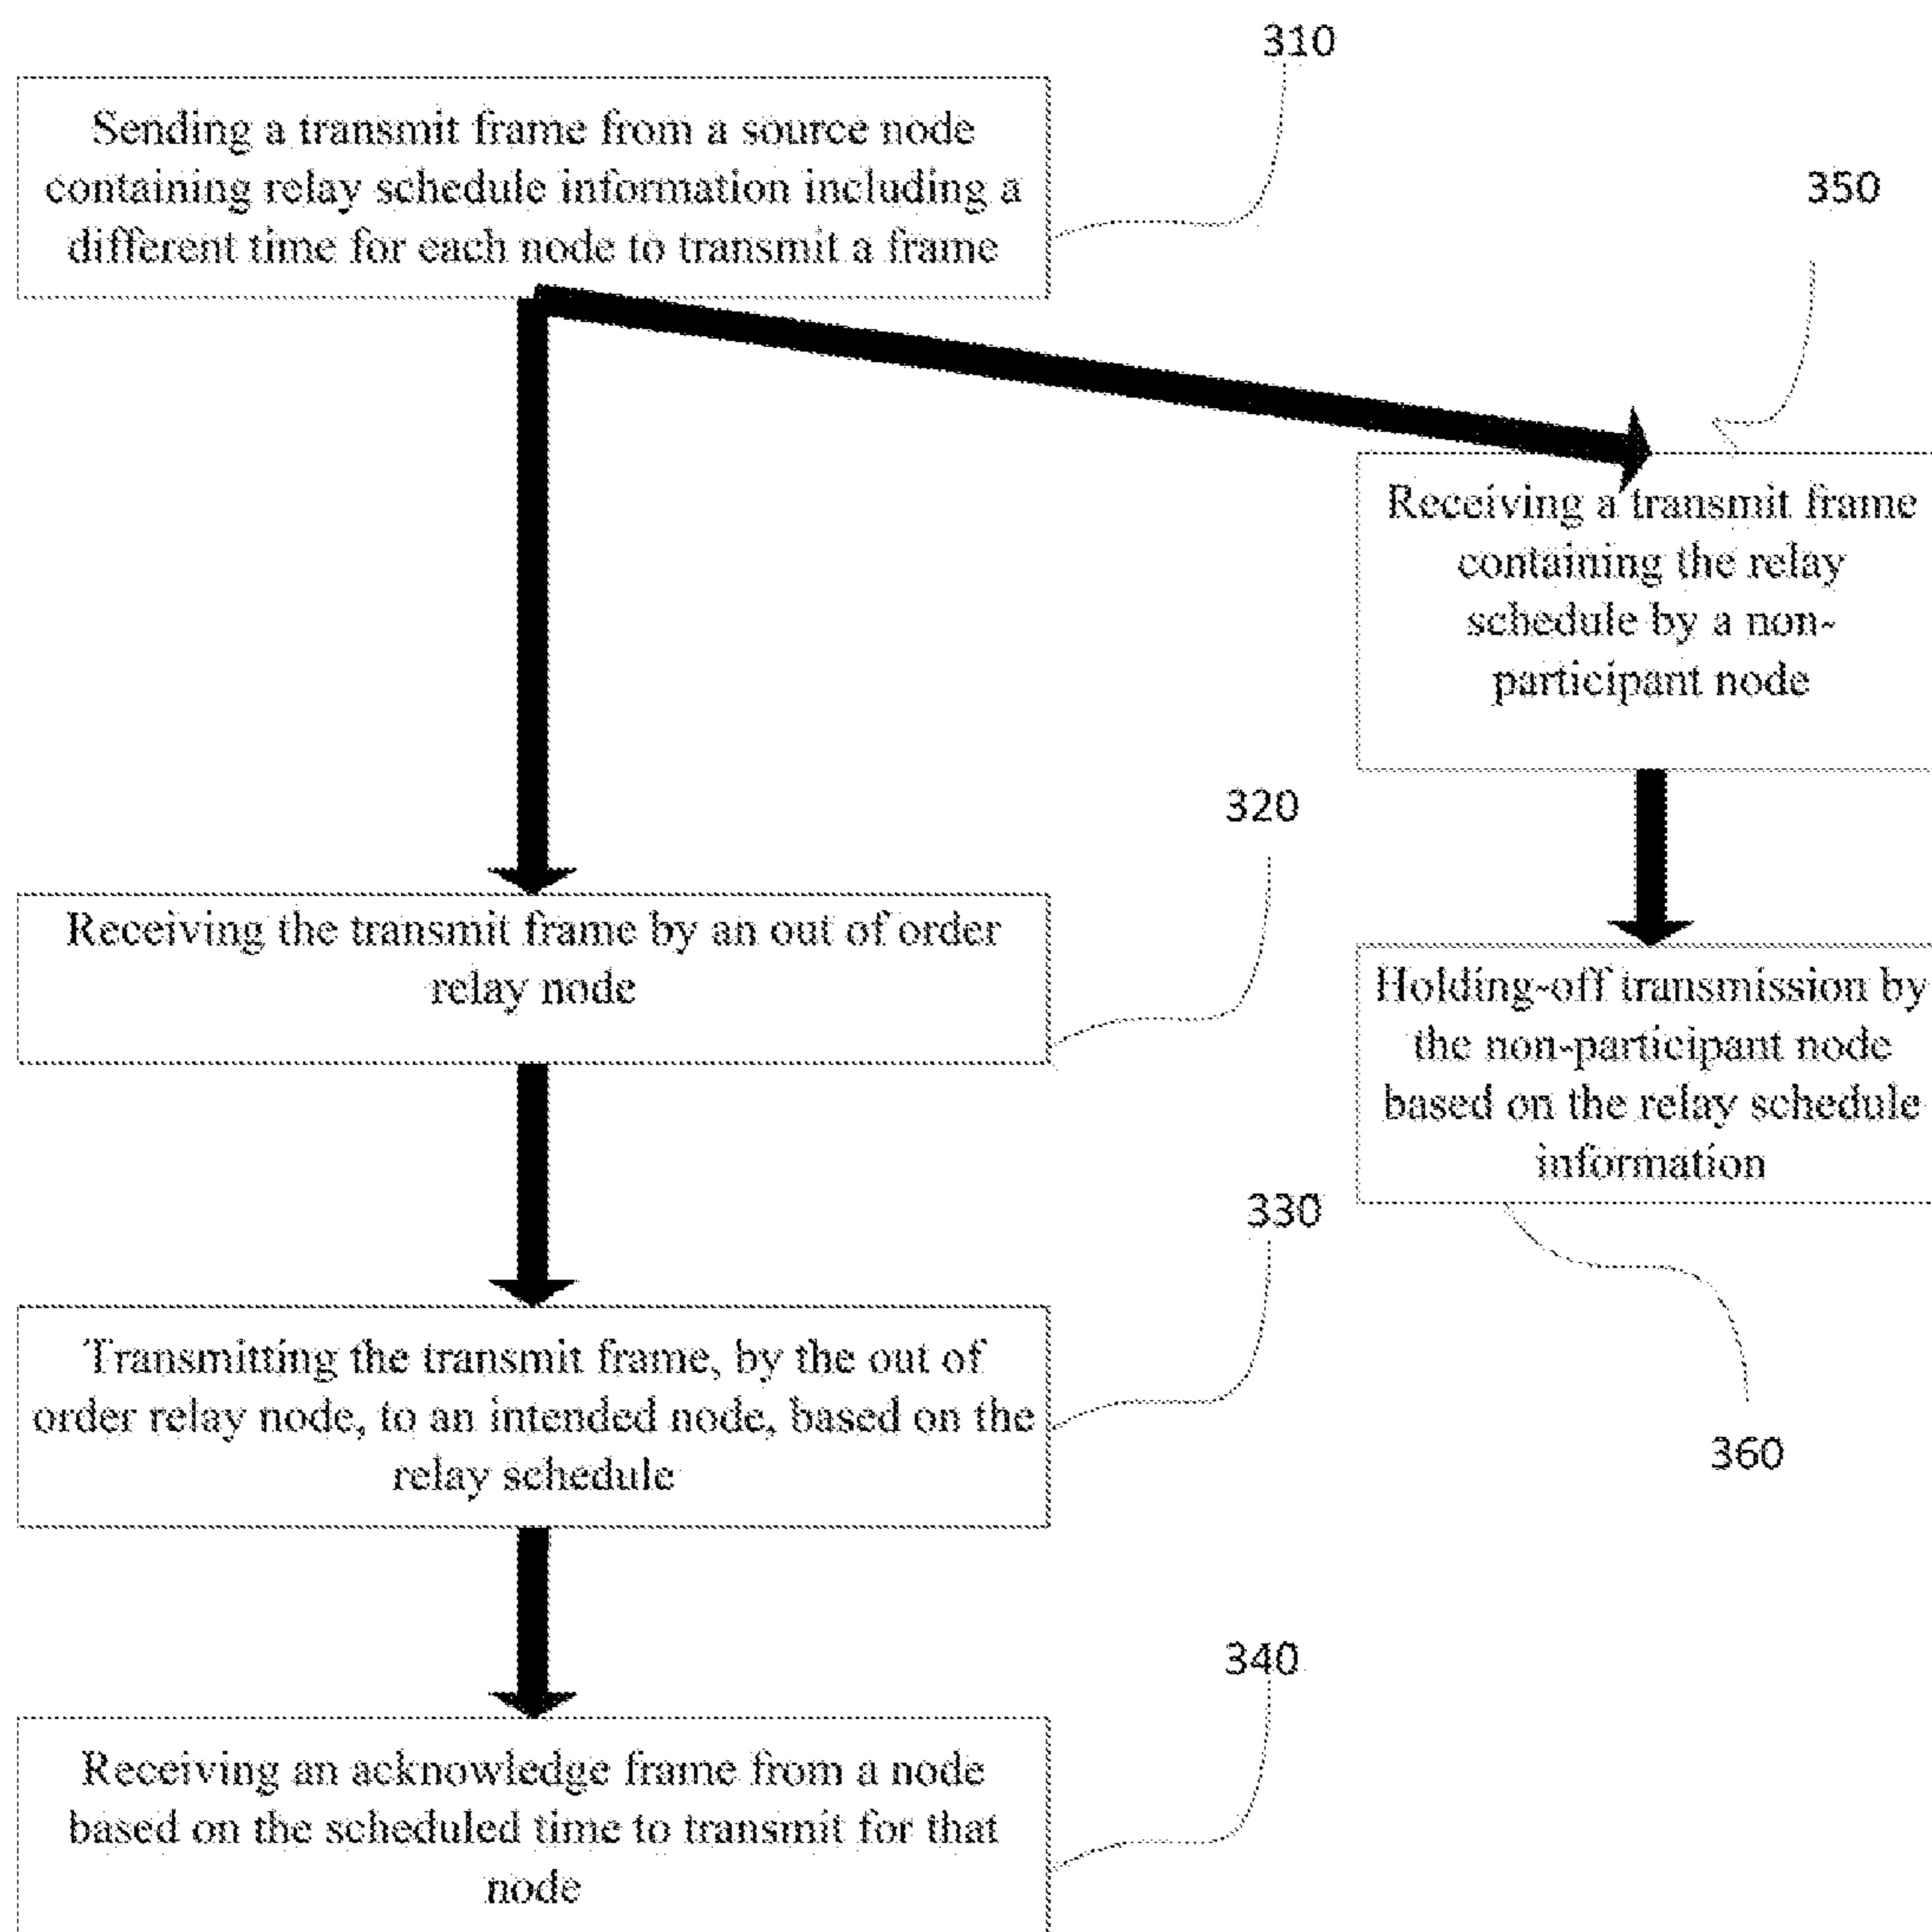 310
Sending a transmit frame from a source node
containing relay schedule information including a
different time for each node to transmit a frame
350
Receiving a transmit frame
containing the relay
schedule by a non-
participant node
320
Receiving the transmit frame by an out of order
relay node
Holding-off transmission by
the non-participant node
based on the relay schedule
information
330
Transmitting the transmit frame, by the out of
order relay node, to an intended node, based on the
relay schedule
360
340
Receiving an acknowledge frame from a node
based on the scheduled time to transmit for that
node